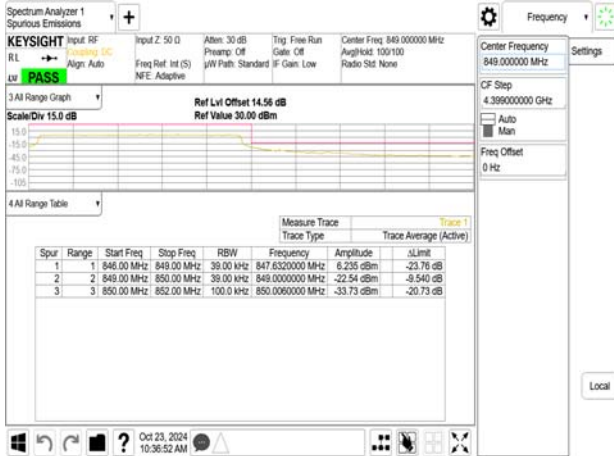 Spectrum Analyzer 1
Spurious Emissions
Frequency
KEYSIGHT
Input: RF
Coupling: DC
Align: Auto
Input Z: 50 Ω
Freq Ref: Int (S)
NFE: Adaptive
Atten: 30 dB
Preamp: Off
µW Path: Standard
Trig: Free Run
Gate: Off
IF Gain: Low
Center Freq: 849.000000 MHz
Avg|Hold: 100/100
Radio Std: None
RL
LU PASS
Center Frequency
849.000000 MHz
Settings
CF Step
4.399000000 GHz
Auto
Man
Freq Offset
0 Hz
3 All Range Graph
Scale/Div 15.0 dB
Ref Lvl Offset 14.56 dB
Ref Value 30.00 dBm
15.0
-15.0
-45.0
-75.0
-105
4 All Range Table
Measure Trace Trace 1
Trace Type Trace Average (Active)
Spur Range Start Freq Stop Freq RBW Frequency Amplitude ΔLimit
1 1 846.00 MHz 849.00 MHz 39.00 kHz 847.6320000 MHz 6.235 dBm -23.76 dB
2 2 849.00 MHz 850.00 MHz 39.00 kHz 849.0000000 MHz -22.54 dBm -9.540 dB
3 3 850.00 MHz 852.00 MHz 100.0 kHz 850.0060000 MHz -33.73 dBm -20.73 dB
Local
Oct 23, 2024
10:36:52 AM